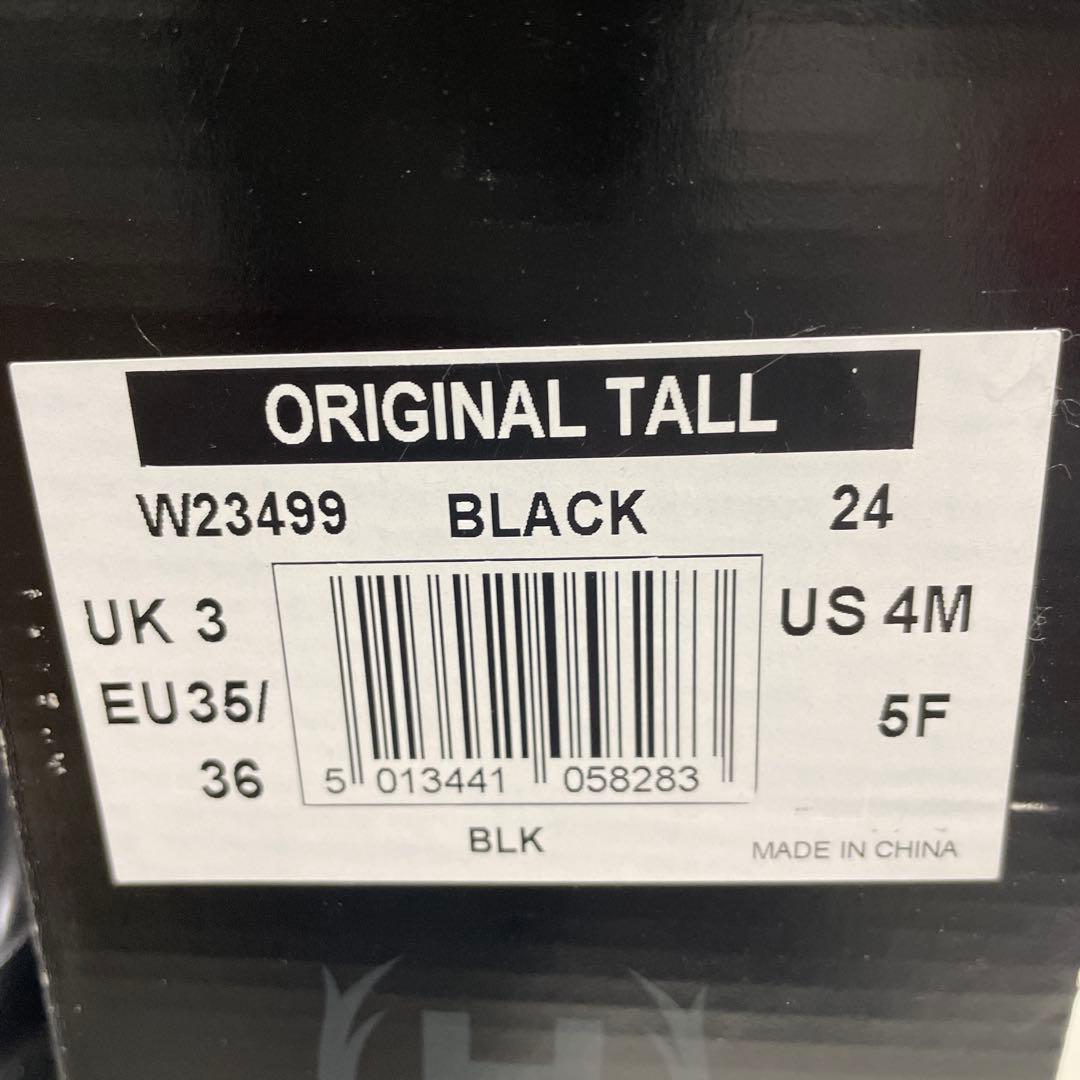 ORIGINAL TALL
W23499 BLACK 24
UK 3 US 4M
EU35/ 5F
36
5 013441 058283
BLK
MADE IN CHINA
H